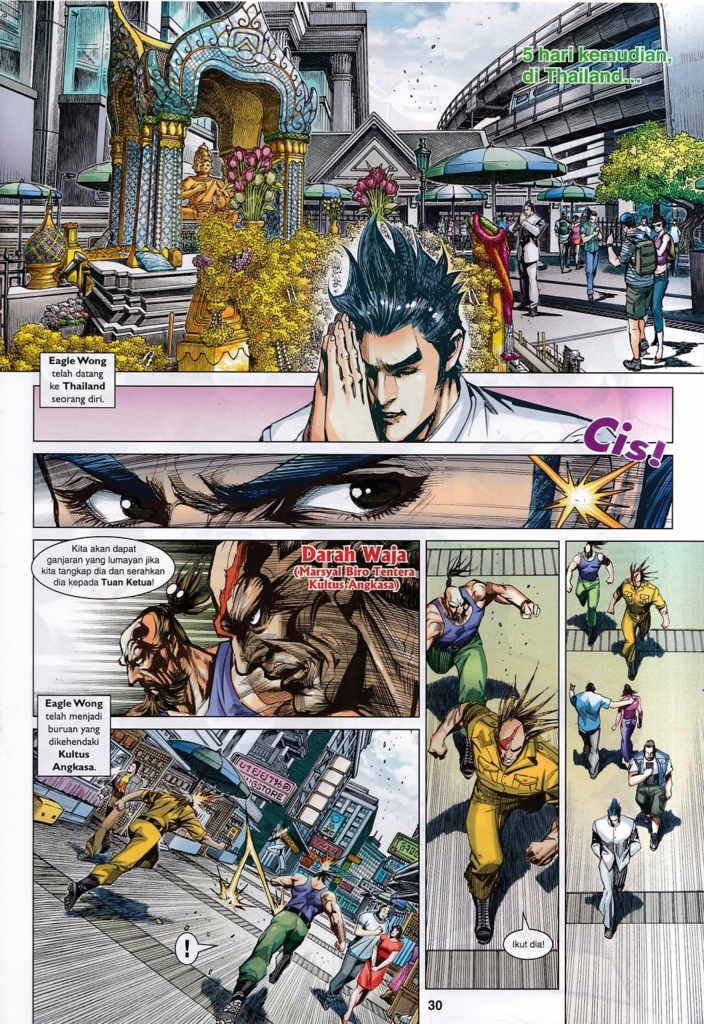 5 hari kemudian,
di Thailand...
Eagle Wong
telah datang
ke Thailand
seorang diri.
Cis!
Kita akan dapat
ganjaran yang lumayan jika
kita tangkap dia dan serahkan
dia kepada Tuan Ketua!
Darah Waja
(Marsyal Biro Tentera
Kultus Angkasa)
Eagle Wong
telah menjadi
buruan yang
dikehendaki
Kultus
Angkasa.
!
Ikut dia!
30